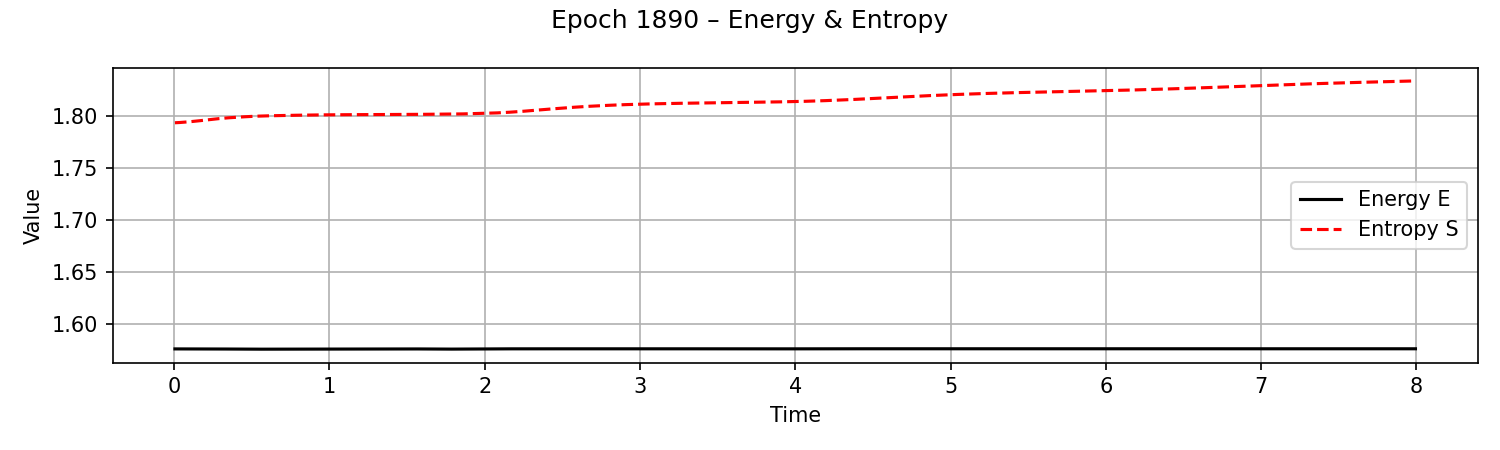 Epoch 1890 – Energy & Entropy
Value
1.80
1.75
1.70
1.65
1.60
Energy E
Entropy S
0 1 2 3 4 5 6 7 8
Time